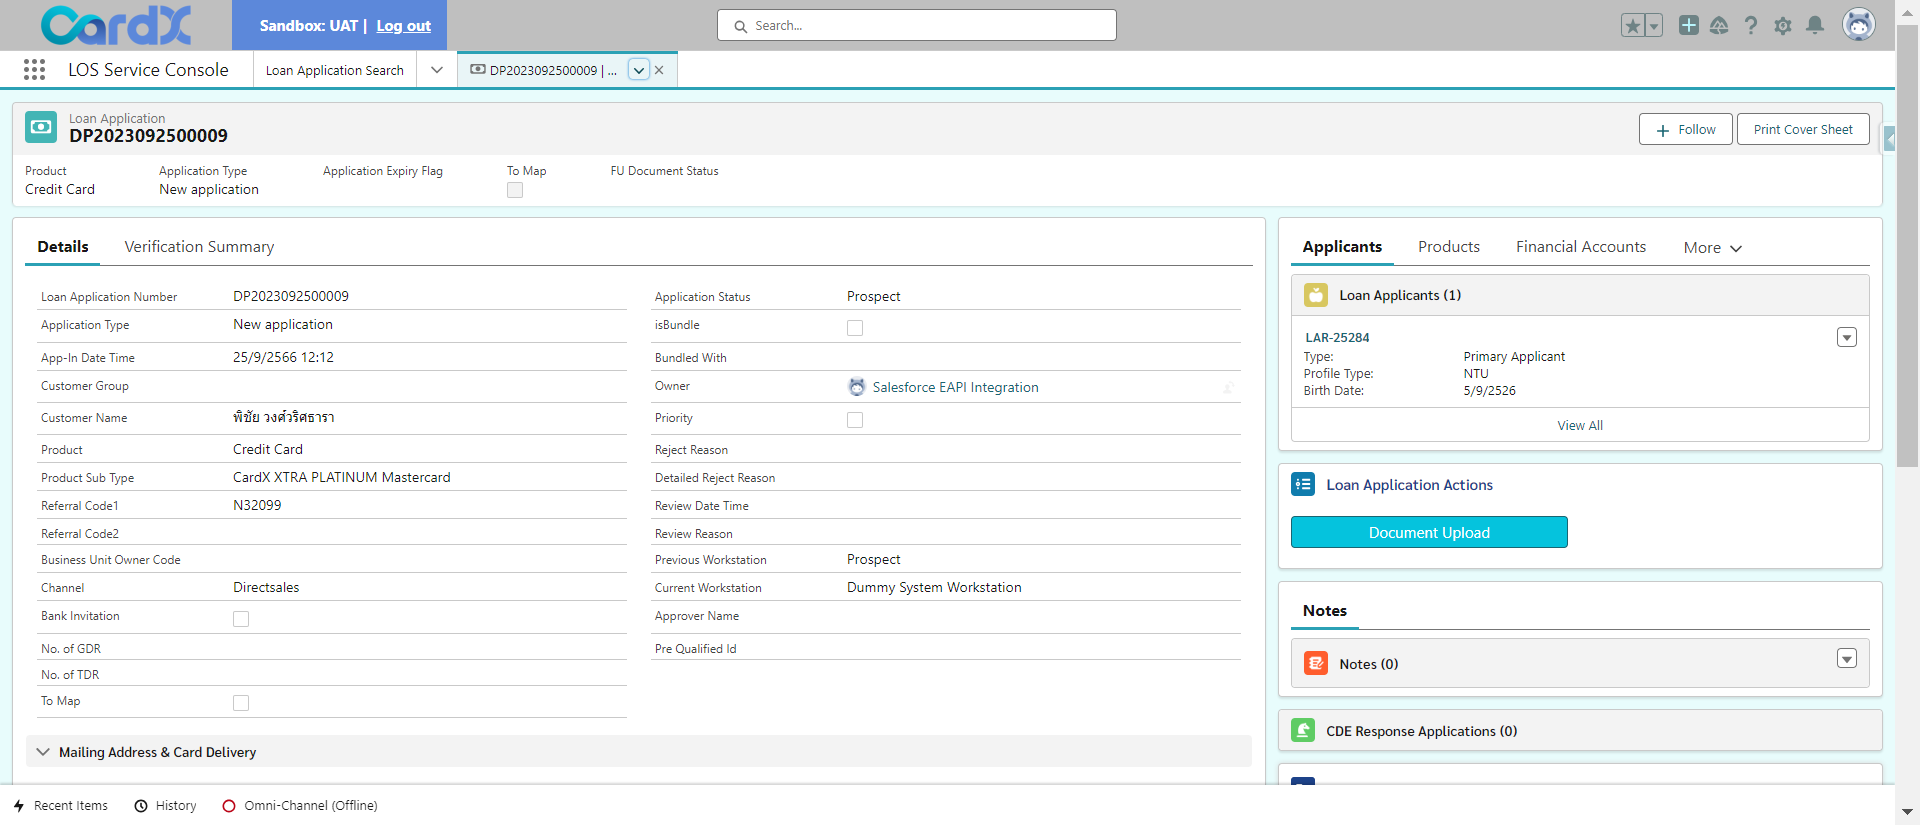 CardX
Sandbox: UAT | Log out
Search...
LOS Service Console
Loan Application Search
DP2023092500009 | ...
Loan Application
DP2023092500009
Follow
Print Cover Sheet
Product
Credit Card
Application Type
New application
Application Expiry Flag
To Map
FU Document Status
Details
Verification Summary
Loan Application Number DP2023092500009
Application Type New application
App-In Date Time 25/9/2566 12:12
Customer Group
Customer Name พิชัย วงศ์วริศธารา
Product Credit Card
Product Sub Type CardX XTRA PLATINUM Mastercard
Referral Code1 N32099
Referral Code2
Business Unit Owner Code
Channel Directsales
Bank Invitation
No. of GDR
No. of TDR
To Map
Application Status Prospect
isBundle
Bundled With
Owner Salesforce EAPI Integration
Priority
Reject Reason
Detailed Reject Reason
Review Date Time
Review Reason
Previous Workstation Prospect
Current Workstation Dummy System Workstation
Approver Name
Pre Qualified Id
Mailing Address & Card Delivery
Applicants
Products
Financial Accounts
More
Loan Applicants (1)
LAR-25284
Type: Primary Applicant
Profile Type: NTU
Birth Date: 5/9/2526
View All
Loan Application Actions
Document Upload
Notes
Notes (0)
CDE Response Applications (0)
Recent Items
History
Omni-Channel (Offline)